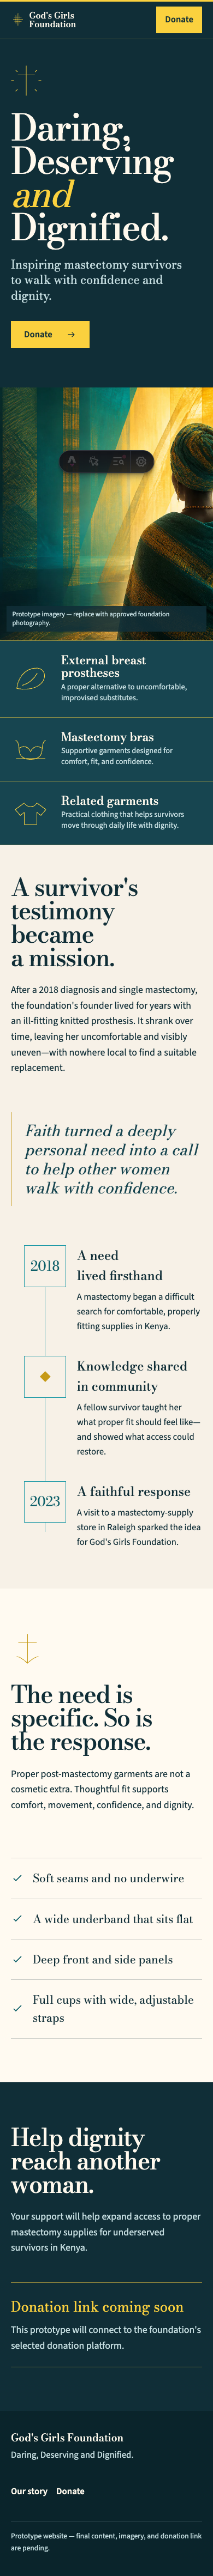 God's Girls
Foundation
Donate
Daring,
Deserving
and
Dignified.
Inspiring mastectomy survivors
to walk with confidence and
dignity.
Donate →
Prototype imagery — replace with approved foundation
photography.
External breast
prostheses
A proper alternative to uncomfortable,
improvised substitutes.
Mastectomy bras
Supportive garments designed for
comfort, fit, and confidence.
Related garments
Practical clothing that helps survivors
move through daily life with dignity.
A survivor's
testimony
became
a mission.
After a 2018 diagnosis and single mastectomy,
the foundation's founder lived for years with
an ill-fitting knitted prosthesis. It shrank over
time, leaving her uncomfortable and visibly
uneven—with nowhere local to find a suitable
replacement.
Faith turned a deeply
personal need into a call
to help other women
walk with confidence.
2018
A need
lived firsthand
A mastectomy began a difficult
search for comfortable, properly
fitting supplies in Kenya.
Knowledge shared
in community
A fellow survivor taught her
what proper fit should feel like—
and showed what access could
restore.
2023
A faithful response
A visit to a mastectomy-supply
store in Raleigh sparked the idea
for God's Girls Foundation.
The need is
specific. So is
the response.
Proper post-mastectomy garments are not a
cosmetic extra. Thoughtful fit supports
comfort, movement, confidence, and dignity.
Soft seams and no underwire
A wide underband that sits flat
Deep front and side panels
Full cups with wide, adjustable
straps
Help dignity
reach another
woman.
Your support will help expand access to proper
mastectomy supplies for underserved
survivors in Kenya.
Donation link coming soon
This prototype will connect to the foundation's
selected donation platform.
God's Girls Foundation
Daring, Deserving and Dignified.
Our story Donate
Prototype website — final content, imagery, and donation link
are pending.